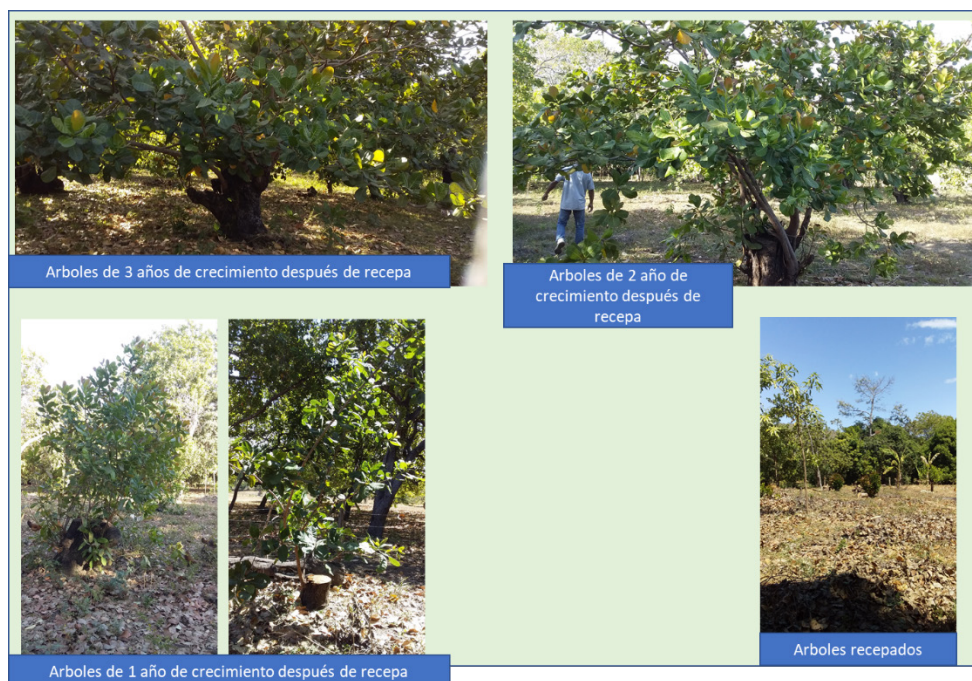 Arboles de 3 años de crecimiento después de recepa
Arboles de 2 año de
crecimiento después de
recepa
Arboles de 1 año de crecimiento después de recepa
Arboles recepados